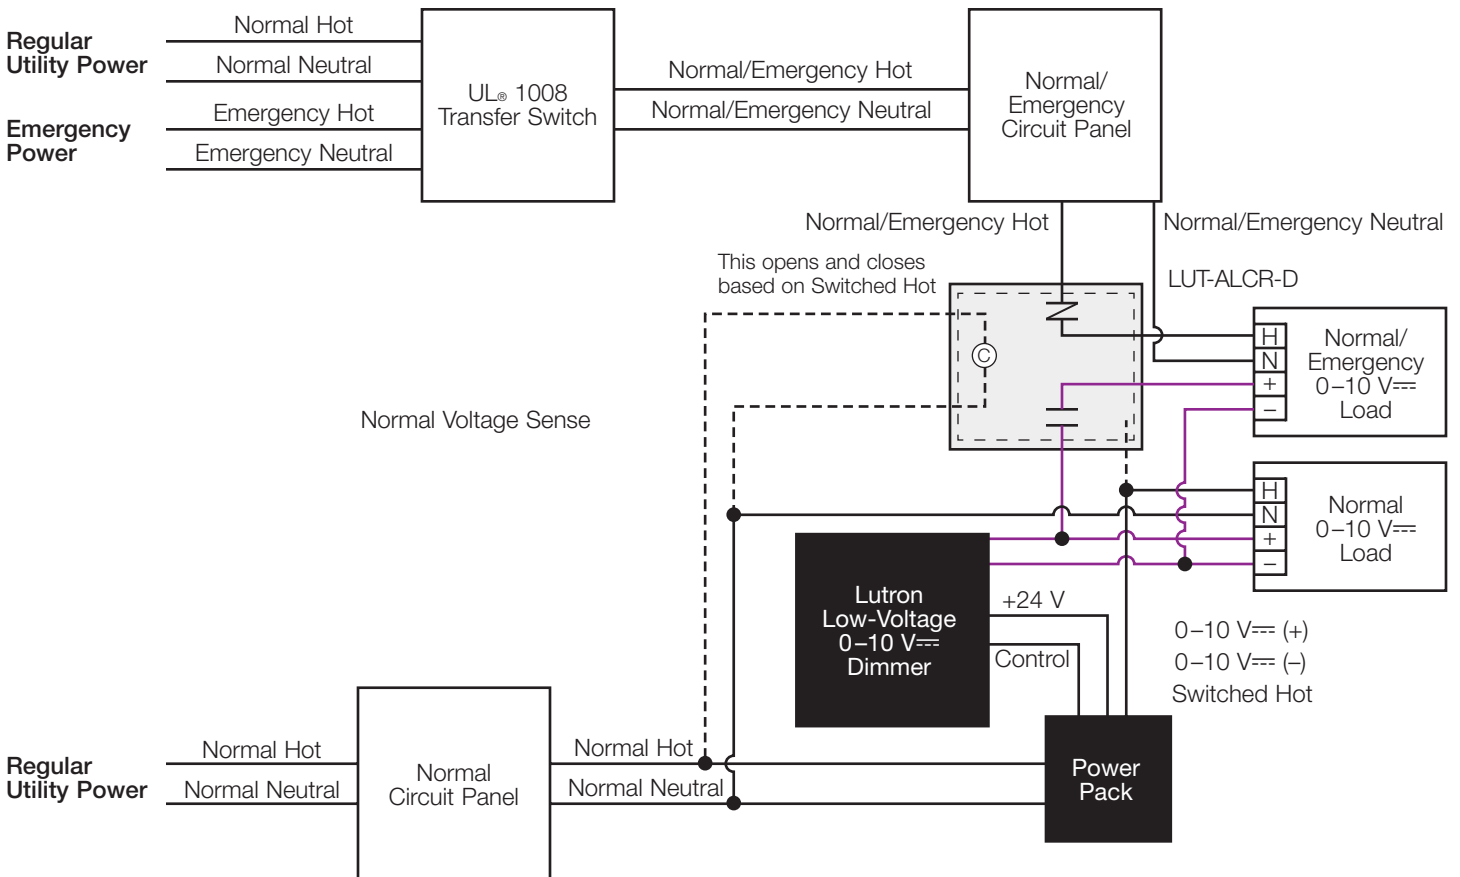 Regular
Utility Power
Normal Hot
Normal Neutral
Emergency
Power
Emergency Hot
Emergency Neutral
UL® 1008
Transfer Switch
Normal/Emergency Hot
Normal/Emergency Neutral
Normal/
Emergency
Circuit Panel
Normal/Emergency Hot
Normal/Emergency Neutral
This opens and closes
based on Switched Hot
LUT-ALCR-D
C
H
N
+
–
Normal/
Emergency
0–10 V⎓
Load
Normal Voltage Sense
H
N
+
–
Normal
0–10 V⎓
Load
Lutron
Low-Voltage
0–10 V⎓
Dimmer
+24 V
Control
0–10 V⎓ (+)
0–10 V⎓ (–)
Switched Hot
Power
Pack
Regular
Utility Power
Normal Hot
Normal Neutral
Normal
Circuit Panel
Normal Hot
Normal Neutral